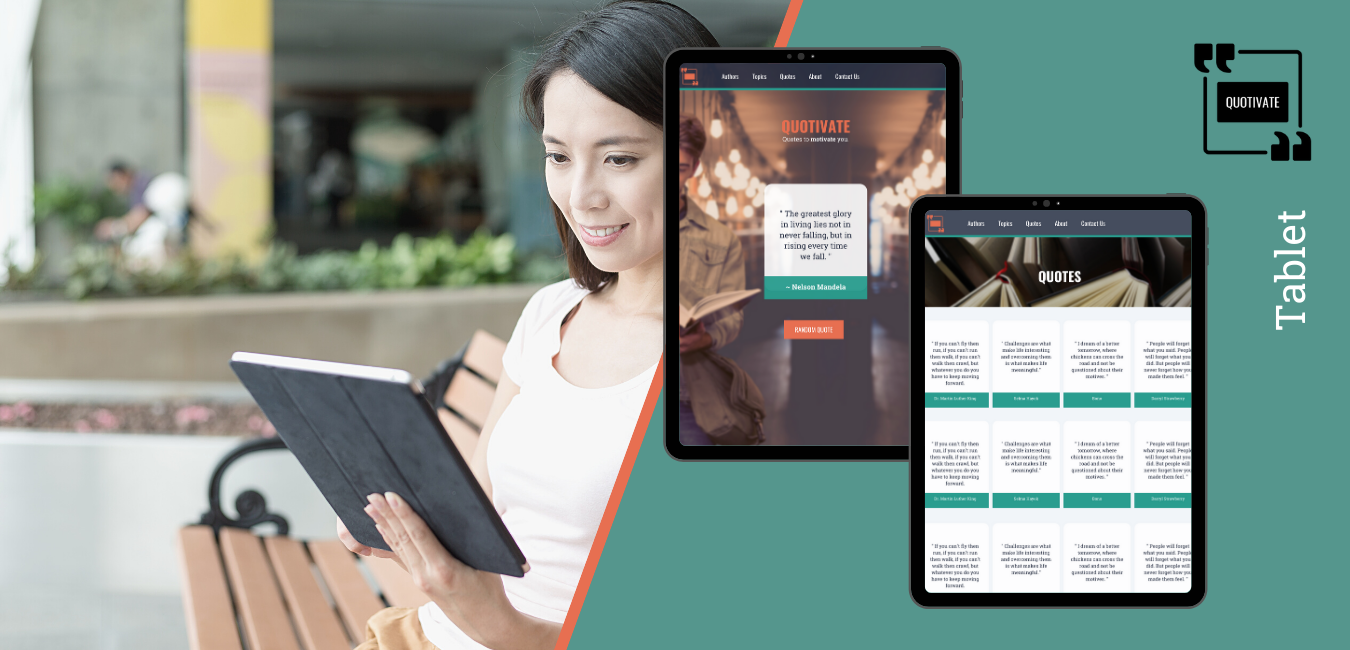 Authors Topics Quotes About Contact Us
QUOTIVATE
Quotes to motivate you
" The greatest glory
in living lies not in
never falling, but in
rising every time
we fall. "
– Nelson Mandela
RANDOM QUOTE
Authors Topics Quotes About Contact Us
QUOTES
" If you can't fly then
run, if you can't run
then walk, if you can't
walk then crawl, but
whatever you do you
have to keep moving
forward.
Dr. Martin Luther King
" Challenges are what
make life interesting
and overcoming them
is what makes life
meaningful."
" I dream of a better
tomorrow, where
chickens can cross the
road and not be
questioned about their
motives. "
" People will forget
what you said. People
will forget what you
did. But people will
never forget how you
made them feel. "
" If you can't fly then
run, if you can't run
then walk, if you can't
walk then crawl, but
whatever you do you
have to keep moving
forward.
Dr. Martin Luther King
" Challenges are what
make life interesting
and overcoming them
is what makes life
meaningful."
" I dream of a better
tomorrow, where
chickens can cross the
road and not be
questioned about their
motives. "
" People will forget
what you said. People
will forget what you
did. But people will
never forget how you
made them feel. "
" If you can't fly then
run, if you can't run
then walk, if you can't
walk then crawl, but
whatever you do you
have to keep moving
forward.
" Challenges are what
make life interesting
and overcoming them
is what makes life
meaningful."
" I dream of a better
tomorrow, where
chickens can cross the
road and not be
questioned about their
motives. "
" People will forget
what you said. People
will forget what you
did. But people will
never forget how you
made them feel. "
QUOTIVATE
Tablet